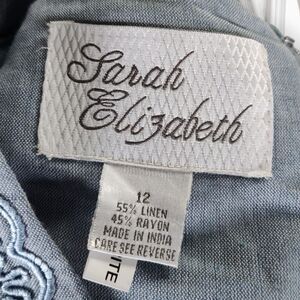 Sarah
Elizabeth
12
55% LINEN
45% RAYON
MADE IN INDIA
CARE SEE REVERSE